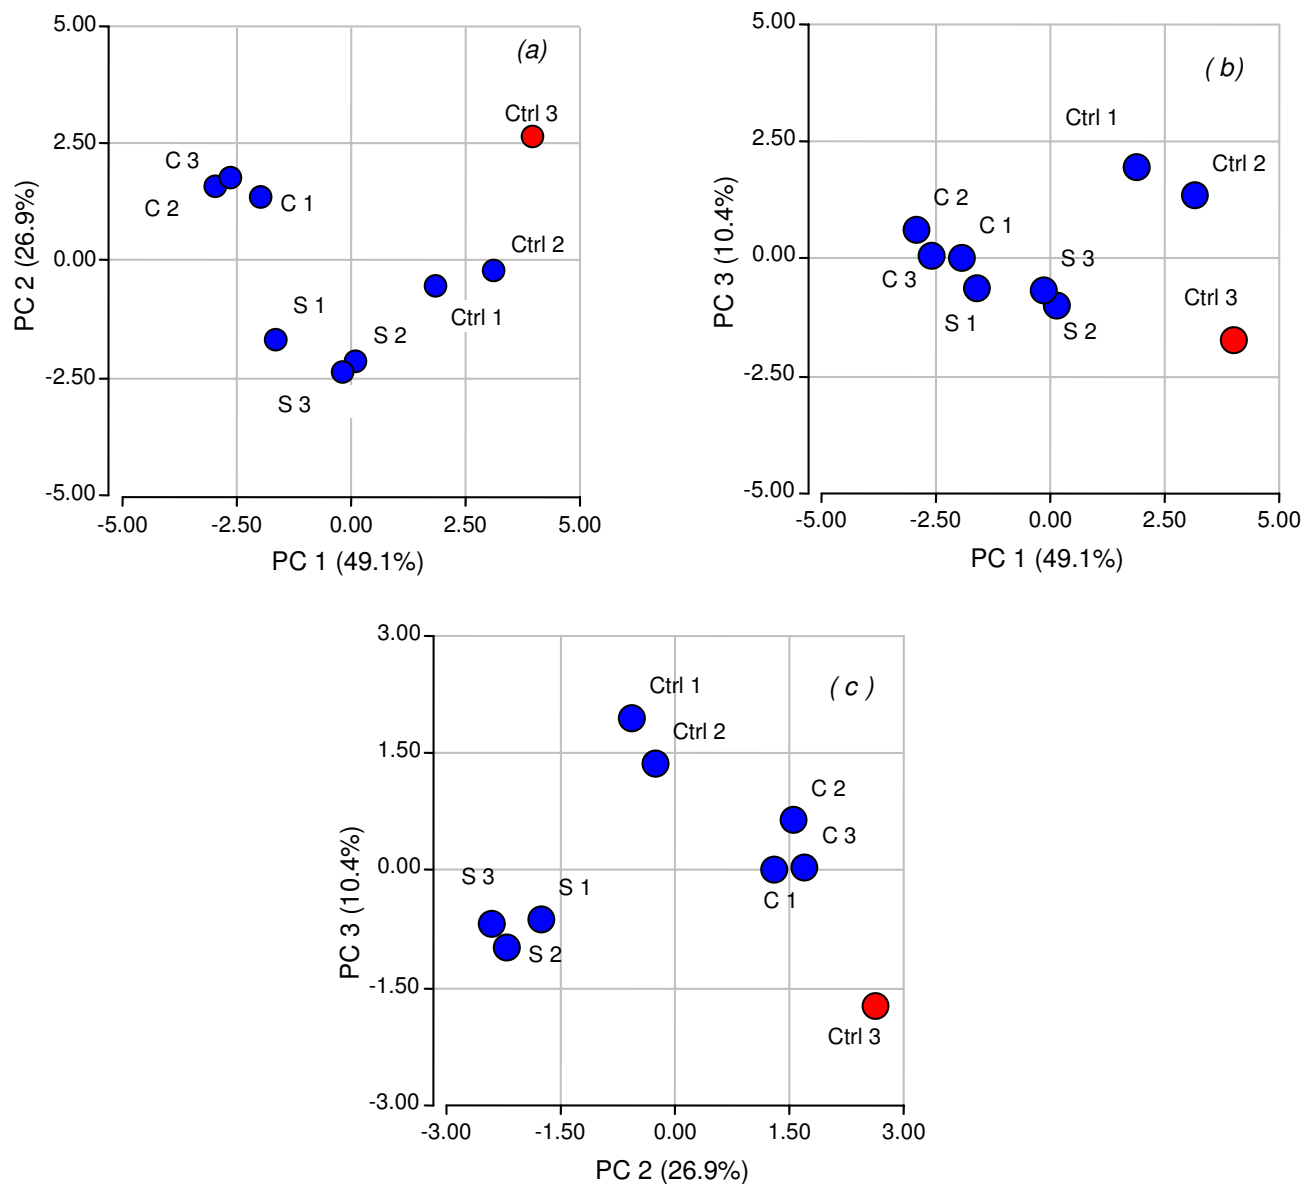 5.00
(a)
Ctrl 3
2.50
C 3
C 2
C 1
Ctrl 2
0.00
PC 2 (26.9%)
S 1
Ctrl 1
S 2
-2.50
S 3
-5.00
-5.00 -2.50 0.00 2.50 5.00
PC 1 (49.1%)
5.00
( b)
Ctrl 1
2.50
Ctrl 2
C 2
C 1
0.00
S 3
PC 3 (10.4%)
C 3
Ctrl 3
S 1
S 2
-2.50
-5.00
-5.00 -2.50 0.00 2.50 5.00
PC 1 (49.1%)
3.00
Ctrl 1
( c )
Ctrl 2
1.50
C 2
C 3
0.00
S 3
S 1
C 1
PC 3 (10.4%)
S 2
-1.50
Ctrl 3
-3.00
-3.00 -1.50 0.00 1.50 3.00
PC 2 (26.9%)